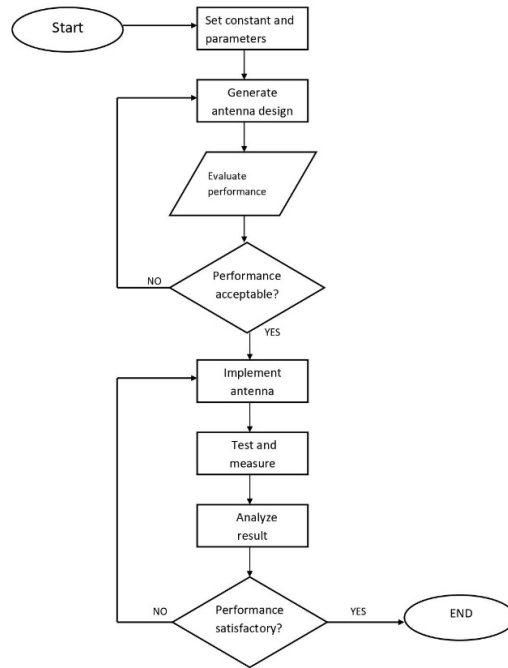 Start
Set constant and
parameters
Generate
antenna design
Evaluate
performance
Performance
acceptable?
NO
YES
Implement
antenna
Test and
measure
Analyze
result
Performance
satisfactory?
NO
YES
END